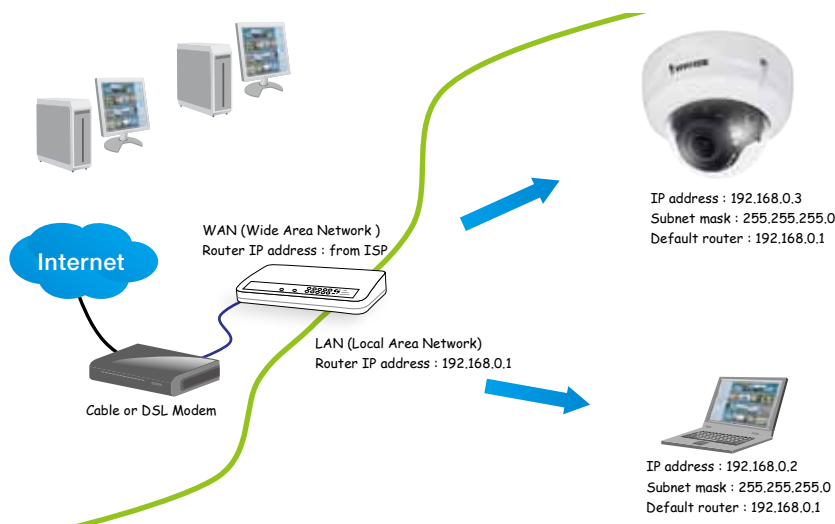 WAN (Wide Area Network )
Router IP address : from ISP
Internet
LAN (Local Area Network)
Router IP address : 192.168.0.1
Cable or DSL Modem
IP address : 192.168.0.3
Subnet mask : 255.255.255.0
Default router : 192.168.0.1
IP address : 192.168.0.2
Subnet mask : 255.255.255.0
Default router : 192.168.0.1